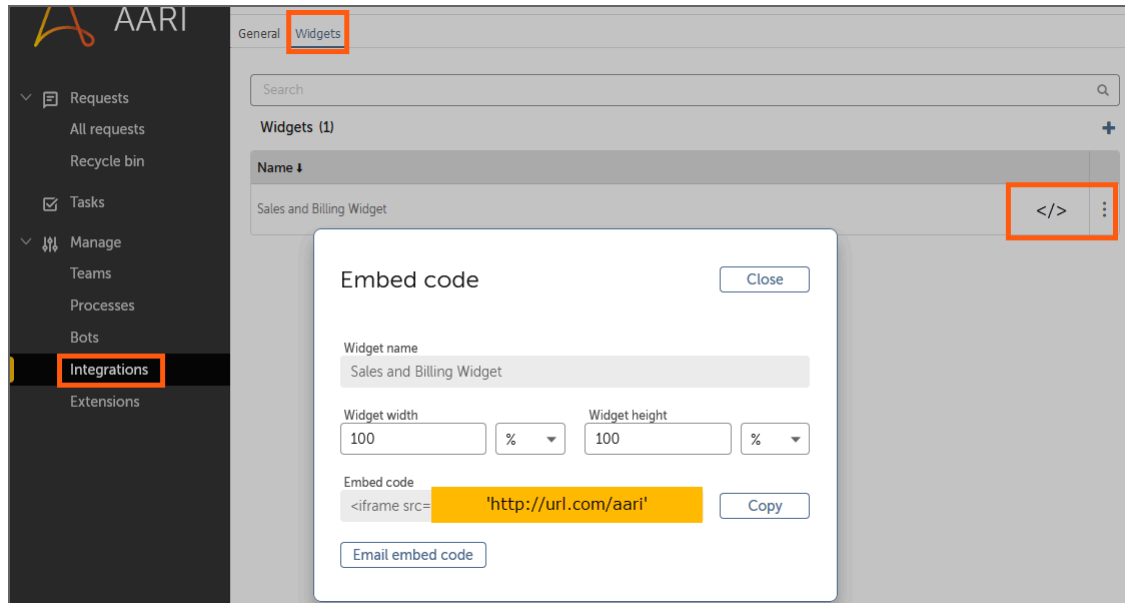 AARI
General Widgets
Requests
All requests
Recycle bin
Tasks
Manage
Teams
Processes
Bots
Integrations
Extensions
Search
Widgets (1)
Name
Sales and Billing Widget
</>
Embed code
Close
Widget name
Sales and Billing Widget
Widget width Widget height
100 % 100 %
Embed code
<iframe src= 'http://url.com/aari' Copy
Email embed code